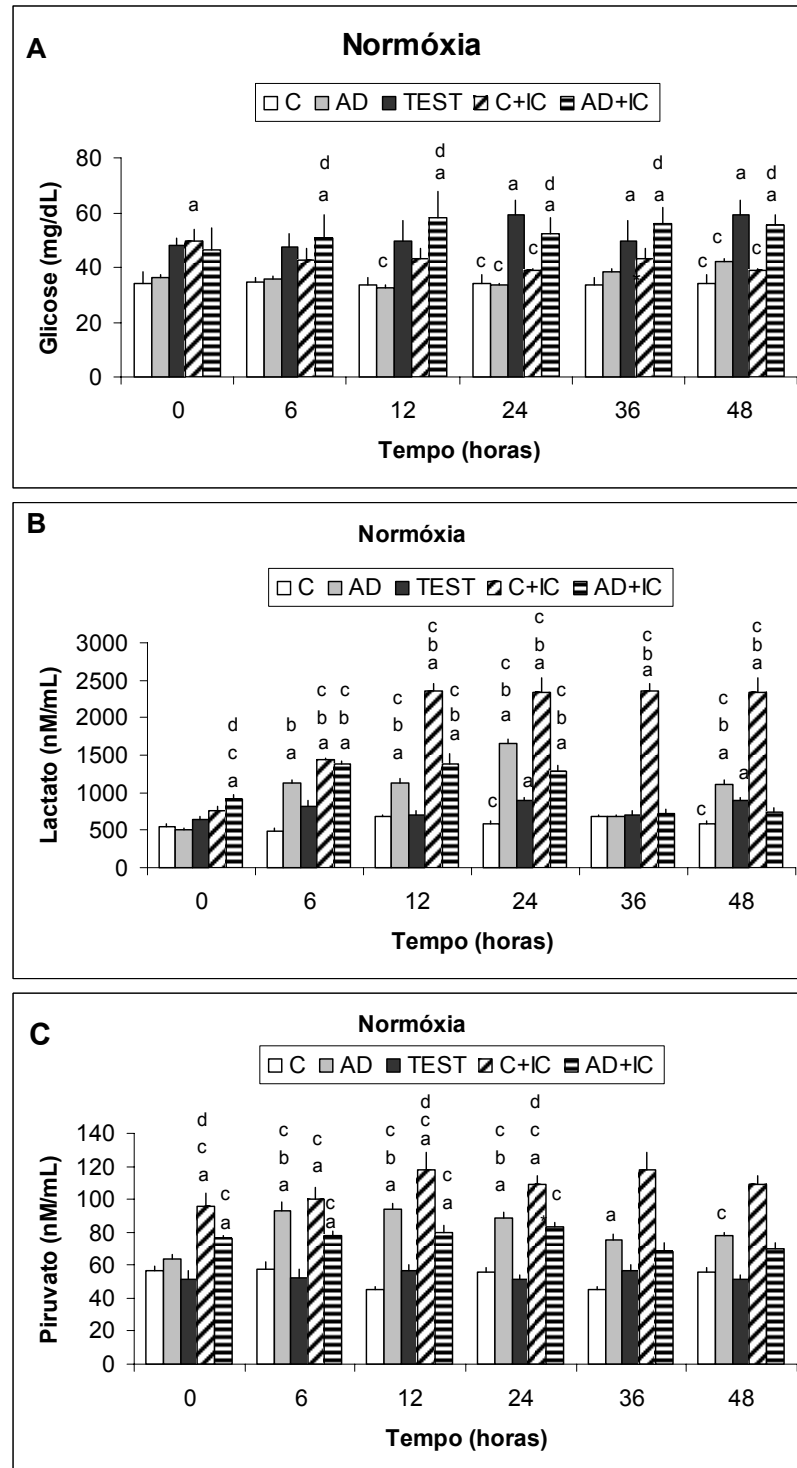 A
Normóxia
C AD TEST C+IC AD+IC
Glicose (mg/dL)
80
60
40
20
0
a
d
a
c
d
a
c
c
a
c
d
a
a
d
a
c
c
a
c
d
a
0 6 12 24 36 48
Tempo (horas)
B
Normóxia
C AD TEST C+IC AD+IC
Lactato (nM/mL)
3000
2500
2000
1500
1000
500
0
d
c
a
b
a
c
b
a
c
b
a
c
b
a
c
b
a
c
b
a
c
c
b
a
a
c
b
a
c
b
a
c
b
a
c
c
b
a
a
c
b
a
0 6 12 24 36 48
Tempo (horas)
C
Normóxia
C AD TEST C+IC AD+IC
Piruvato (nM/mL)
140
120
100
80
60
40
20
0
d
c
a
c
a
c
b
a
c
a
c
a
c
b
a
d
c
a
c
a
c
b
a
d
c
a
c
a
c
0 6 12 24 36 48
Tempo (horas)